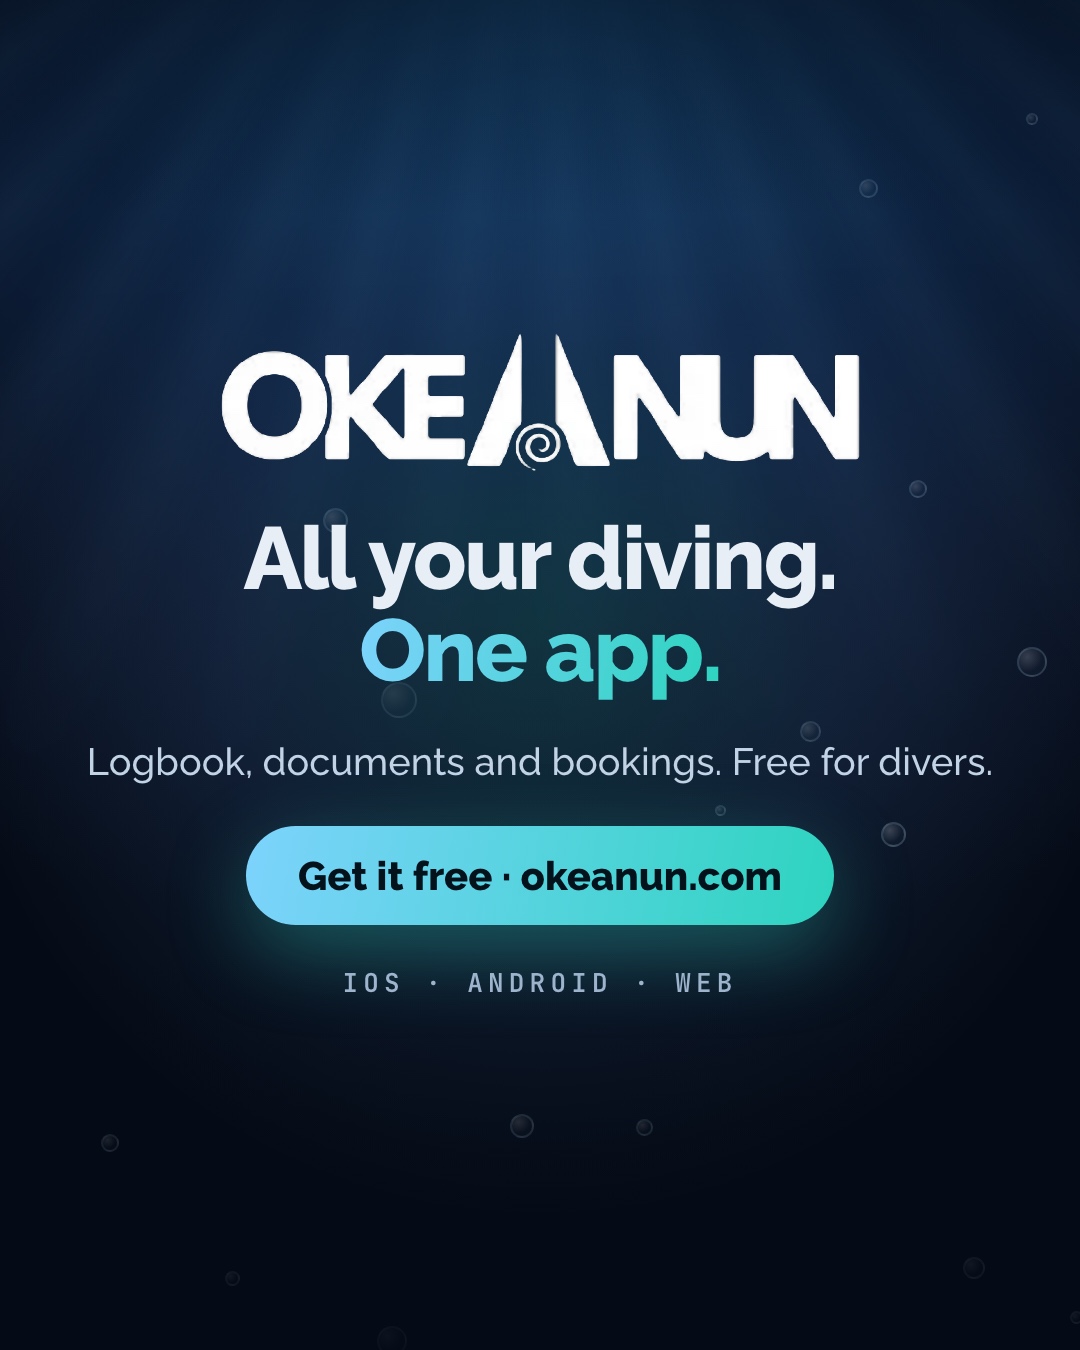 OKEANUN
All your diving.
One app.
Logbook, documents and bookings. Free for divers.
Get it free · okeanun.com
IOS · ANDROID · WEB